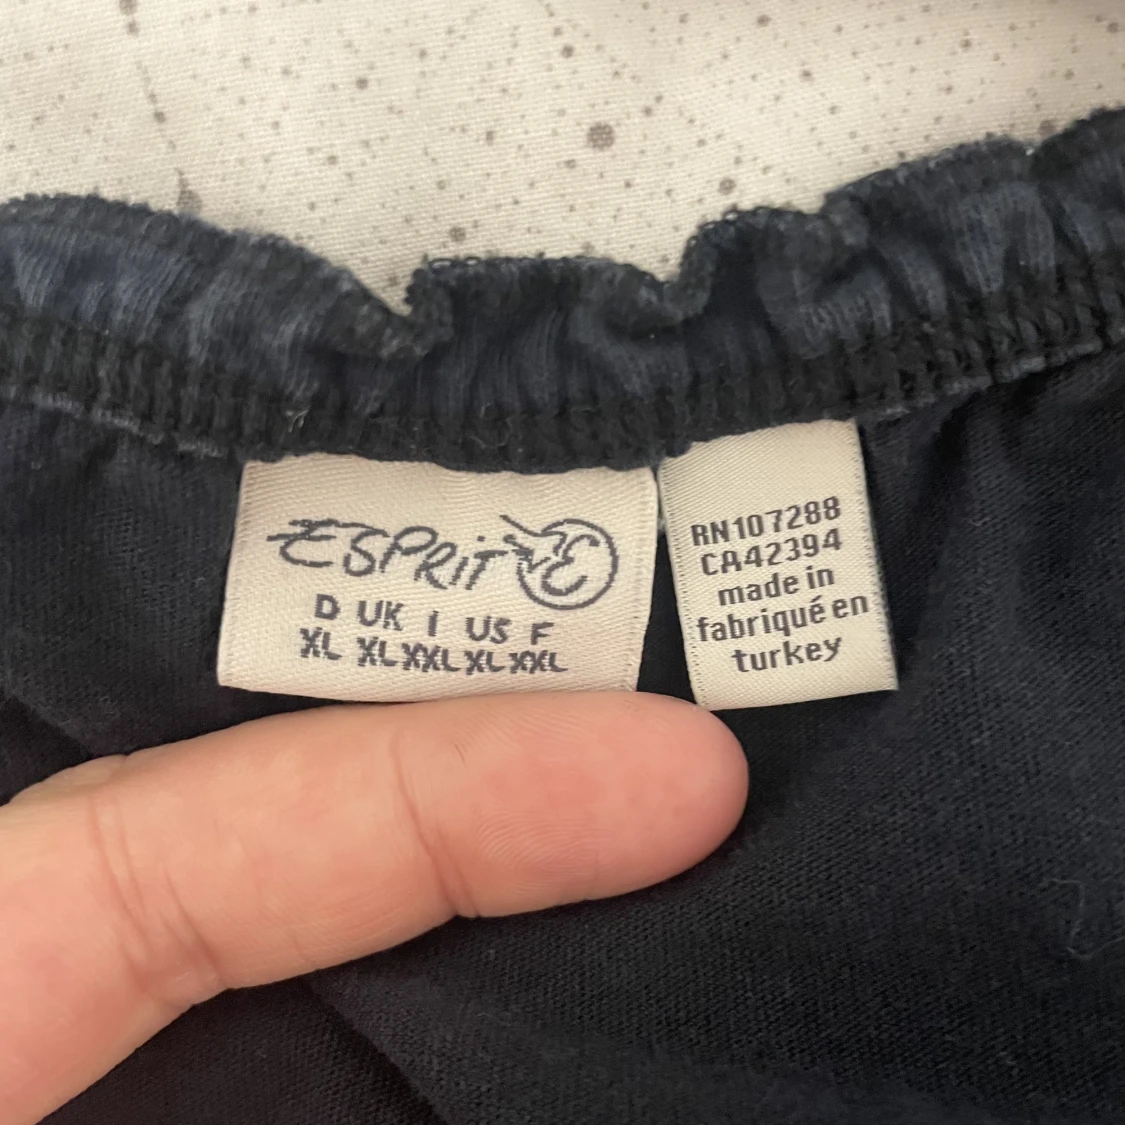 ESPRIT
D UK I US F
XL XL XXL XL XXL
RN107288
CA42394
made in
fabriqué en
turkey